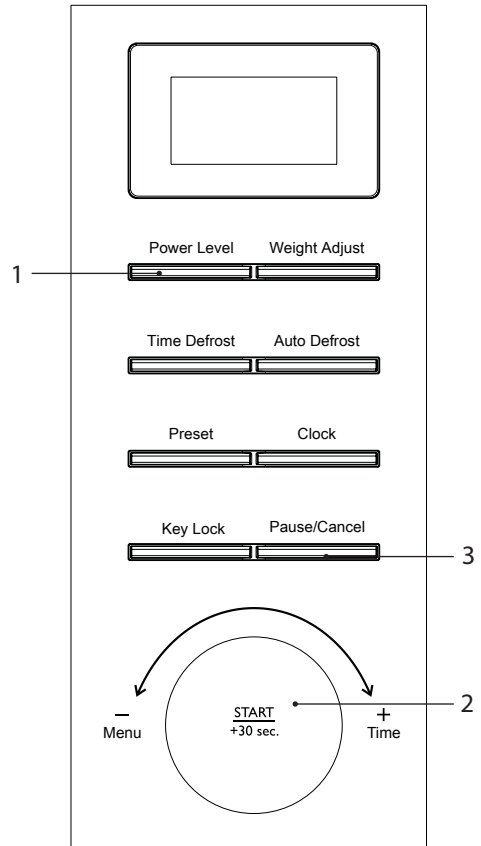 Power Level Weight Adjust
1
Time Defrost Auto Defrost
Preset Clock
Key Lock Pause/Cancel
3
START
+30 sec.
2
− +
Menu Time